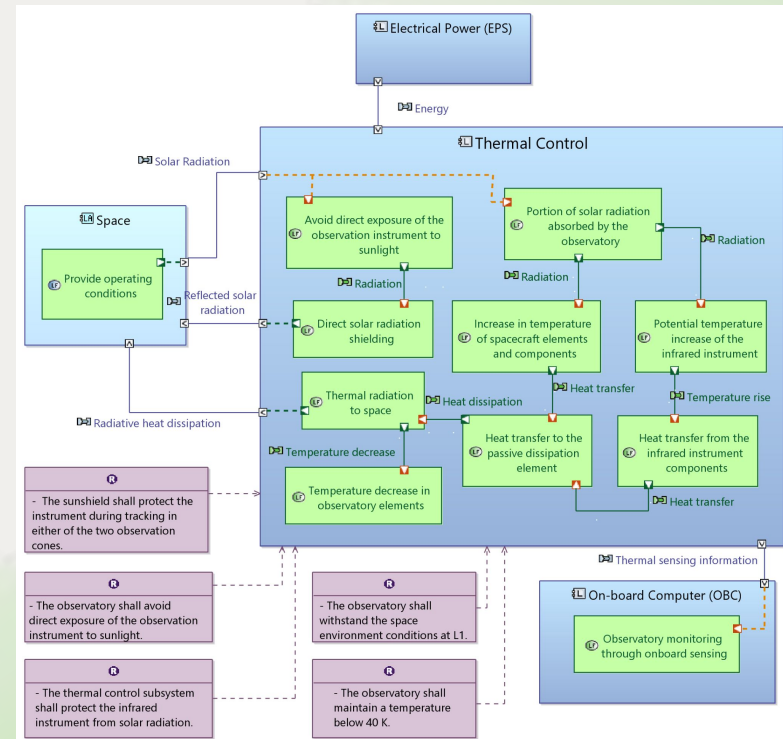 Electrical Power (EPS)
Energy
Thermal Control
Solar Radiation
Space
Provide operating
conditions
Reflected solar
radiation
Radiative heat dissipation
Avoid direct exposure of the
observation instrument to
sunlight
Portion of solar radiation
absorbed by the
observatory
Radiation
Radiation
Radiation
Direct solar radiation
shielding
Increase in temperature
of spacecraft elements
and components
Potential temperature
increase of the
infrared instrument
Thermal radiation
to space
Heat dissipation
Heat transfer
Temperature rise
Temperature decrease
Heat transfer to the
passive dissipation
element
Heat transfer from the
infrared instrument
components
Temperature decrease in
observatory elements
Heat transfer
- The sunshield shall protect the
instrument during tracking in
either of the two observation
cones.
Thermal sensing information
- The observatory shall avoid
direct exposure of the observation
instrument to sunlight.
- The observatory shall
withstand the space
environment conditions at L1.
On-board Computer (OBC)
Observatory monitoring
through onboard sensing
- The thermal control subsystem
shall protect the infrared
instrument from solar radiation.
- The observatory shall
maintain a temperature
below 40 K.